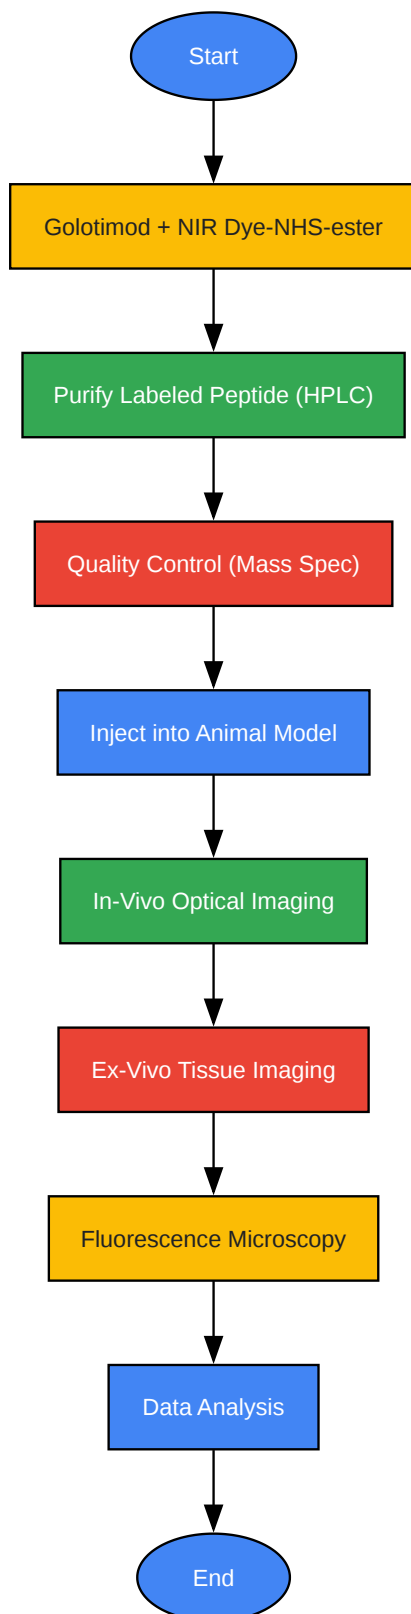 Start
Golotimod + NIR Dye-NHS-ester
Purify Labeled Peptide (HPLC)
Quality Control (Mass Spec)
Inject into Animal Model
In-Vivo Optical Imaging
Ex-Vivo Tissue Imaging
Fluorescence Microscopy
Data Analysis
End